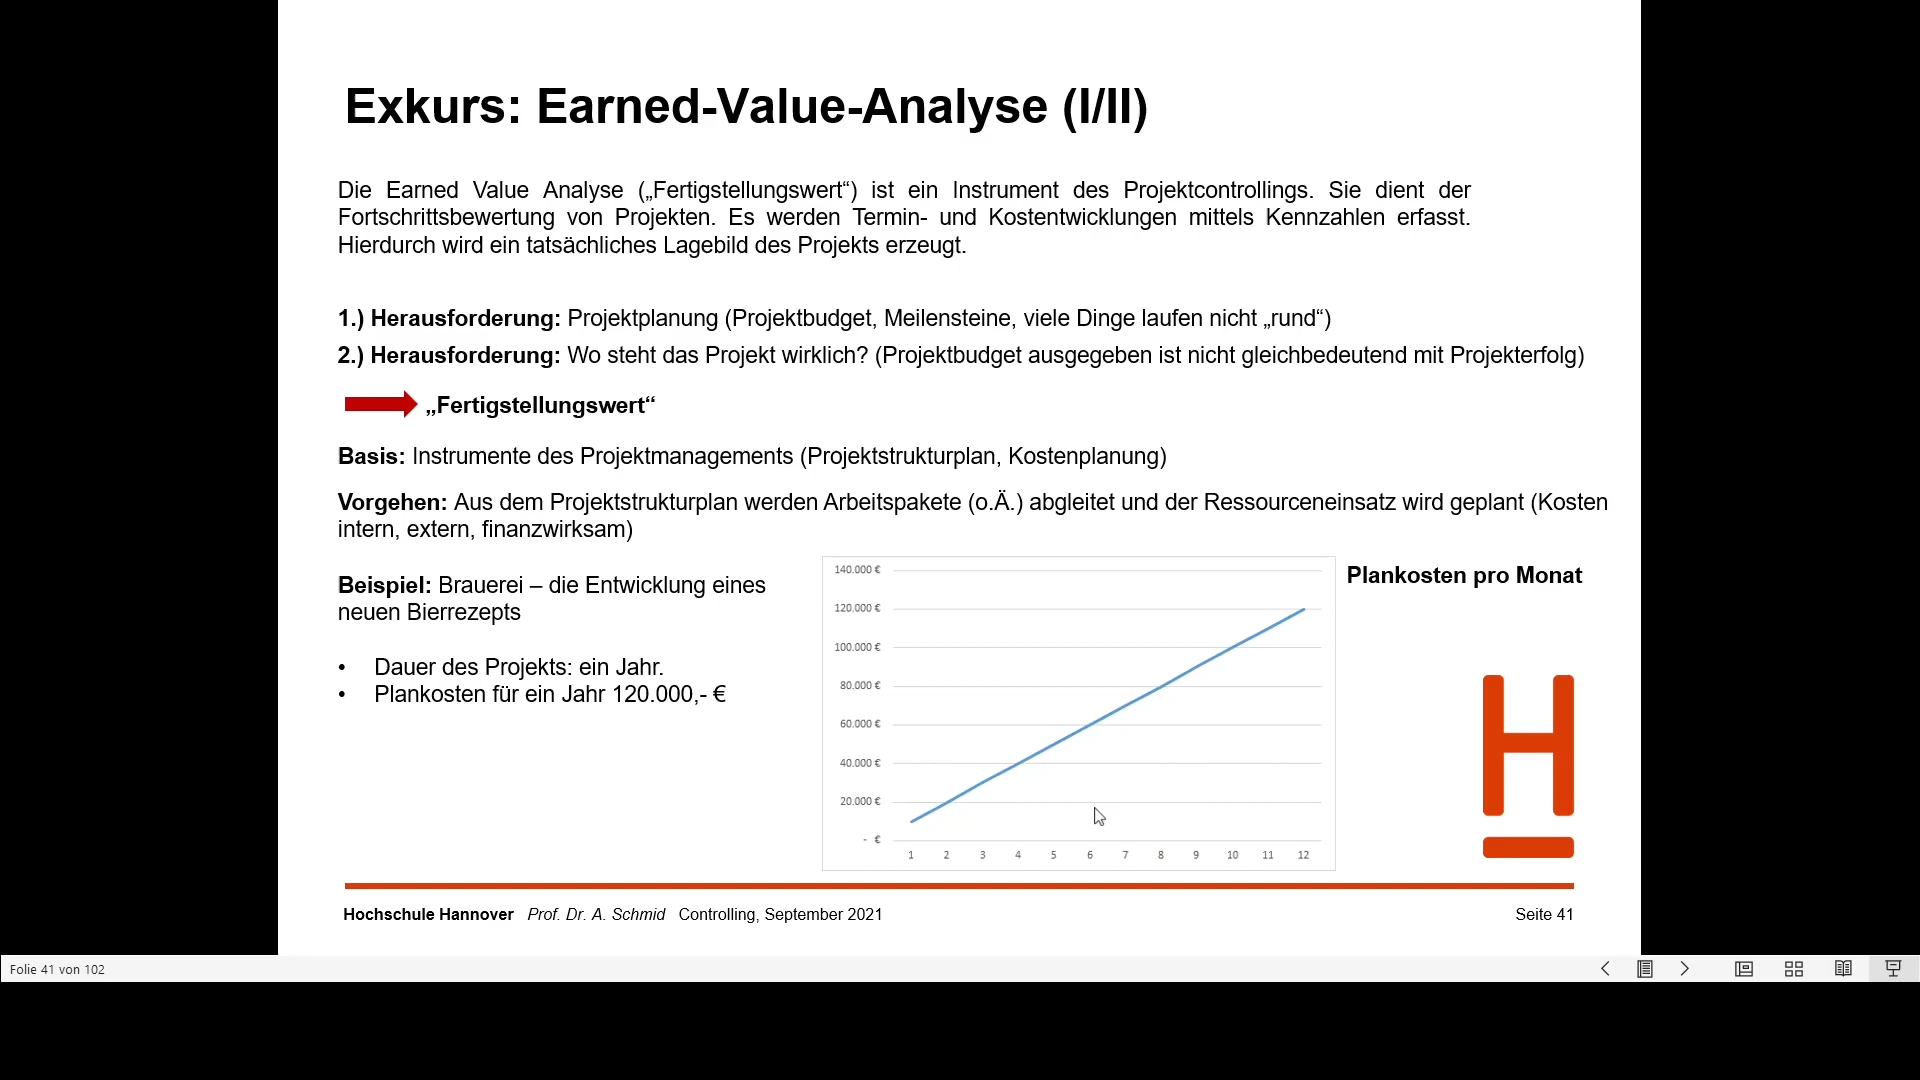 Exkurs: Earned-Value-Analyse (I/II)
Die Earned Value Analyse („Fertigstellungswert“) ist ein Instrument des Projektcontrollings. Sie dient der
Fortschrittsbewertung von Projekten. Es werden Termin- und Kostentwicklungen mittels Kennzahlen erfasst.
Hierdurch wird ein tatsächliches Lagebild des Projekts erzeugt.
1.) Herausforderung: Projektplanung (Projektbudget, Meilensteine, viele Dinge laufen nicht „rund“)
2.) Herausforderung: Wo steht das Projekt wirklich? (Projektbudget ausgegeben ist nicht gleichbedeutend mit Projekterfolg)
„Fertigstellungswert“
Basis: Instrumente des Projektmanagements (Projektstrukturplan, Kostenplanung)
Vorgehen: Aus dem Projektstrukturplan werden Arbeitspakete (o.Ä.) abgleitet und der Ressourceneinsatz wird geplant (Kosten
intern, extern, finanzwirksam)
Beispiel: Brauerei – die Entwicklung eines
neuen Bierrezepts
• Dauer des Projekts: ein Jahr.
• Plankosten für ein Jahr 120.000,- €
140.000 €
120.000 €
100.000 €
80.000 €
60.000 €
40.000 €
20.000 €
- €
1 2 3 4 5 6 7 8 9 10 11 12
Plankosten pro Monat
H
Hochschule Hannover Prof. Dr. A. Schmid Controlling, September 2021
Seite 41
Folie 41 von 102